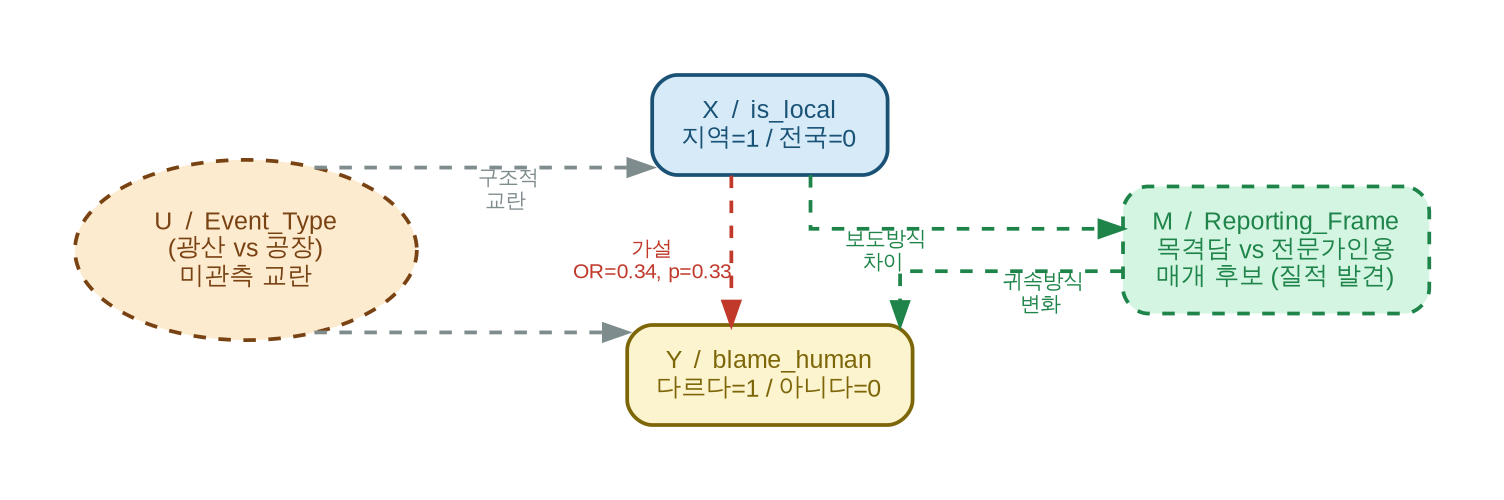 X / is_local
지역=1 / 전국=0
구조적
교란
U / Event_Type
(광산 vs 공장)
미관측 교란
가설
OR=0.34, p=0.33
보도방식
차이
M / Reporting_Frame
목격담 vs 전문가인용
매개 후보 (질적 발견)
귀속방식
변화
Y / blame_human
다르다=1 / 아니다=0